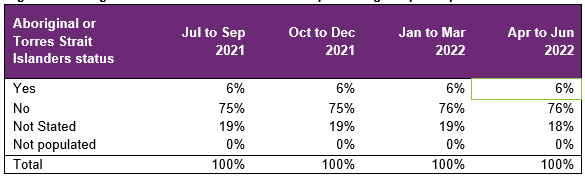 Aboriginal or Torres Strait Islanders status Jul to Sep 2021 Oct to Dec 2021 Jan to Mar 2022 Apr to Jun 2022
Yes 6% 6% 6% 6%
No 75% 75% 76% 76%
Not Stated 19% 19% 19% 18%
Not populated 0% 0% 0% 0%
Total 100% 100% 100% 100%